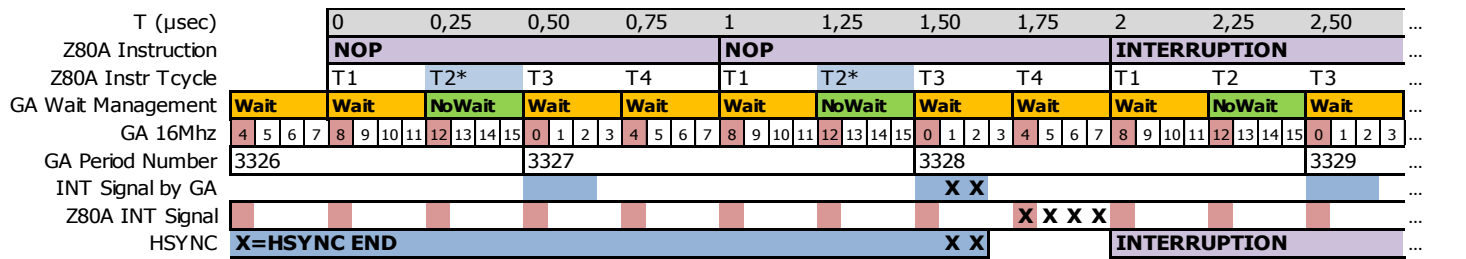 T (µsec) 0 0,25 0,50 0,75 1 1,25 1,50 1,75 2 2,25 2,50 ...
Z80A Instruction NOP NOP INTERRUPTION ...
Z80A Instr Tcycle T1 T2* T3 T4 T1 T2* T3 T4 T1 T2 T3 ...
GA Wait Management Wait Wait NoWait Wait Wait Wait NoWait Wait Wait Wait NoWait Wait ...
GA 16Mhz 4 5 6 7 8 9 10 11 12 13 14 15 0 1 2 3 4 5 6 7 8 9 10 11 12 13 14 15 0 1 2 3 4 5 6 7 8 9 10 11 12 13 14 15 0 1 2 3 ...
GA Period Number 3326 3327 3328 3329 ...
INT Signal by GA X X ...
Z80A INT Signal X X X X ...
HSYNC X=HSYNC END X X INTERRUPTION ...